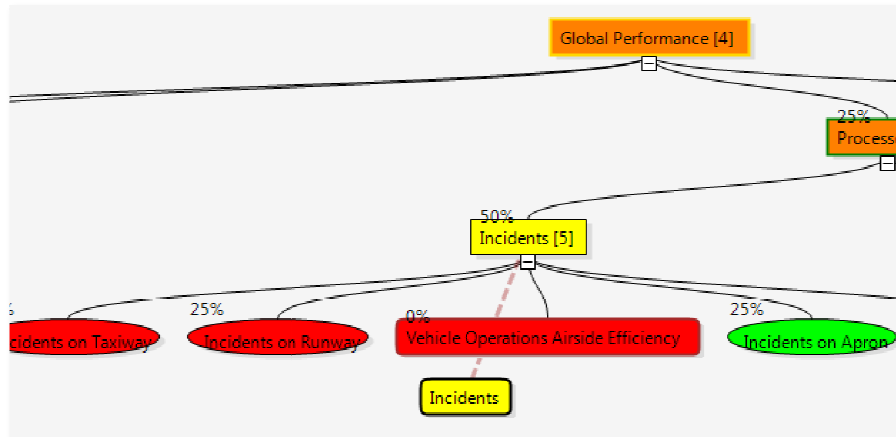 Global Performance [4]
25%
Process
50%
Incidents [5]
%
25%
0%
25%
cidents on Taxiway
Incidents on Runway
Vehicle Operations Airside Efficiency
Incidents on Apron
Incidents